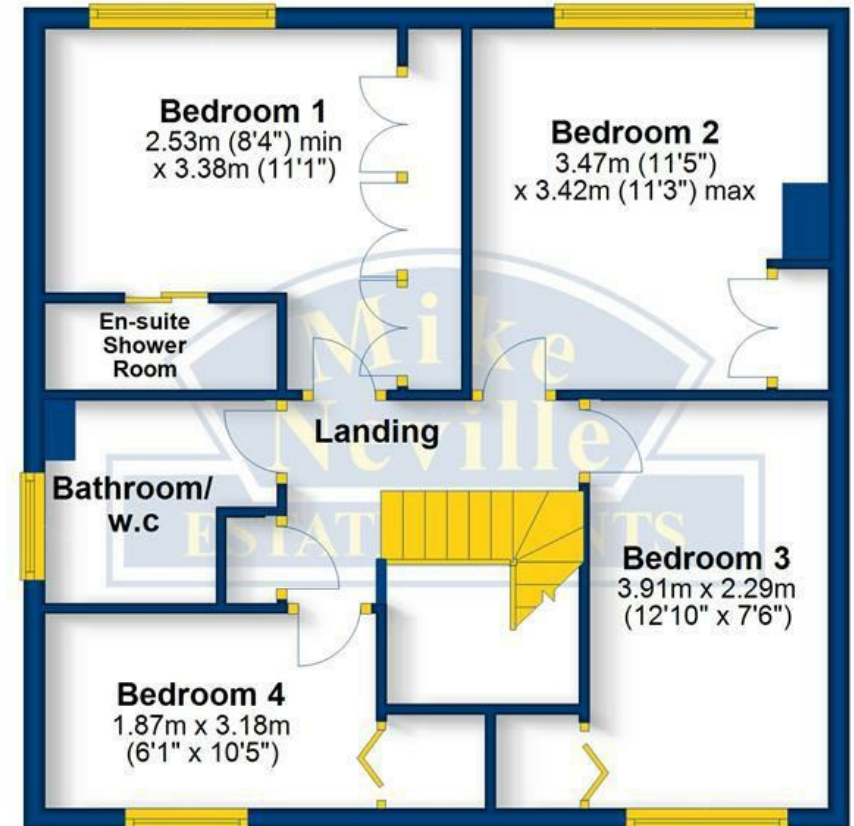 Bedroom 1
2.53m (8'4") min
x 3.38m (11'1")
Bedroom 2
3.47m (11'5")
x 3.42m (11'3") max
En-suite
Shower
Room
Mike
Neville
Landing
Bathroom/
w.c
Bedroom 3
3.91m x 2.29m
(12'10" x 7'6")
Bedroom 4
1.87m x 3.18m
(6'1" x 10'5")